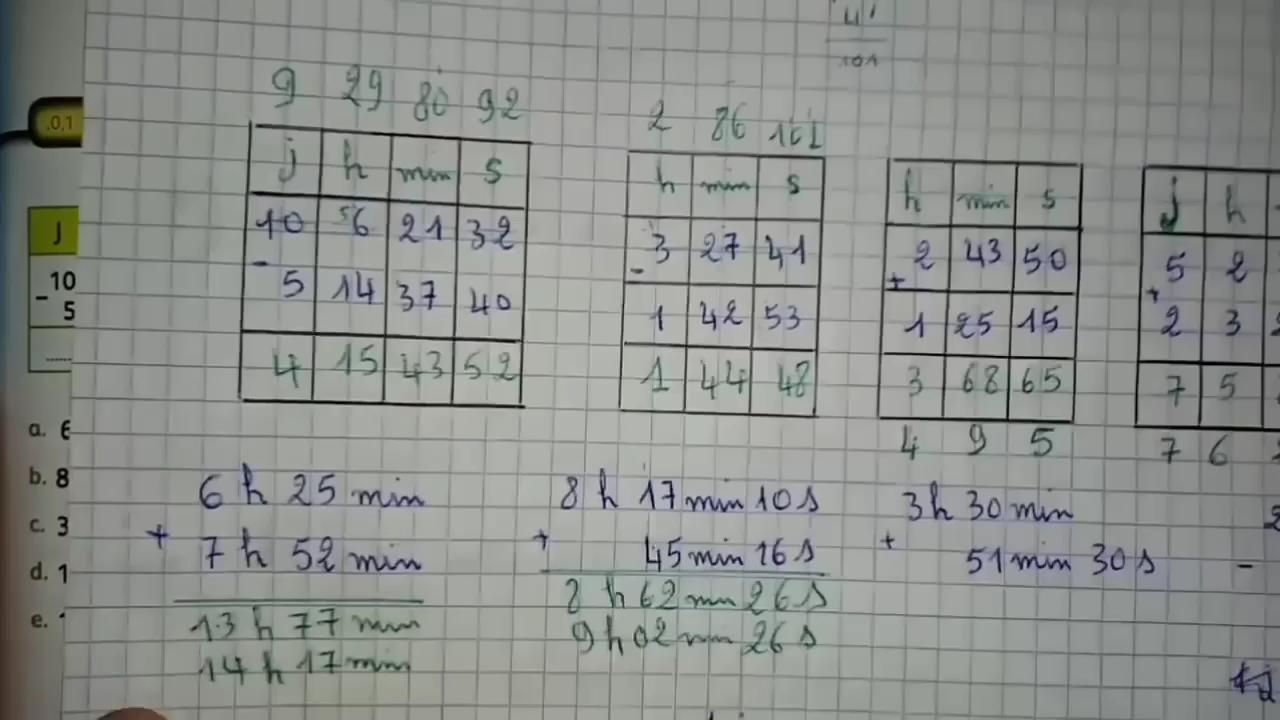 9 29 80 92
j h min s
10 56 21 32
- 5 14 37 40
4 15 43 52
2 86 101
h min s
3 27 41
- 1 42 53
1 44 48
h min s
2 43 50
+ 1 25 15
3 68 65
4 9 5
j h
5 2
+ 2 3
7 5
7 6
.0,1
J
- 10
5
......
a. 6
b. 8
c. 3
d. 1
e.
6 h 25 min
+ 7 h 52 min
13 h 77 min
14 h 17 min
8 h 17 min 10 s
+ 45 min 16 s
8 h 62 min 26 s
9 h 02 min 26 s
3h 30 min
+ 51 min 30 s
-